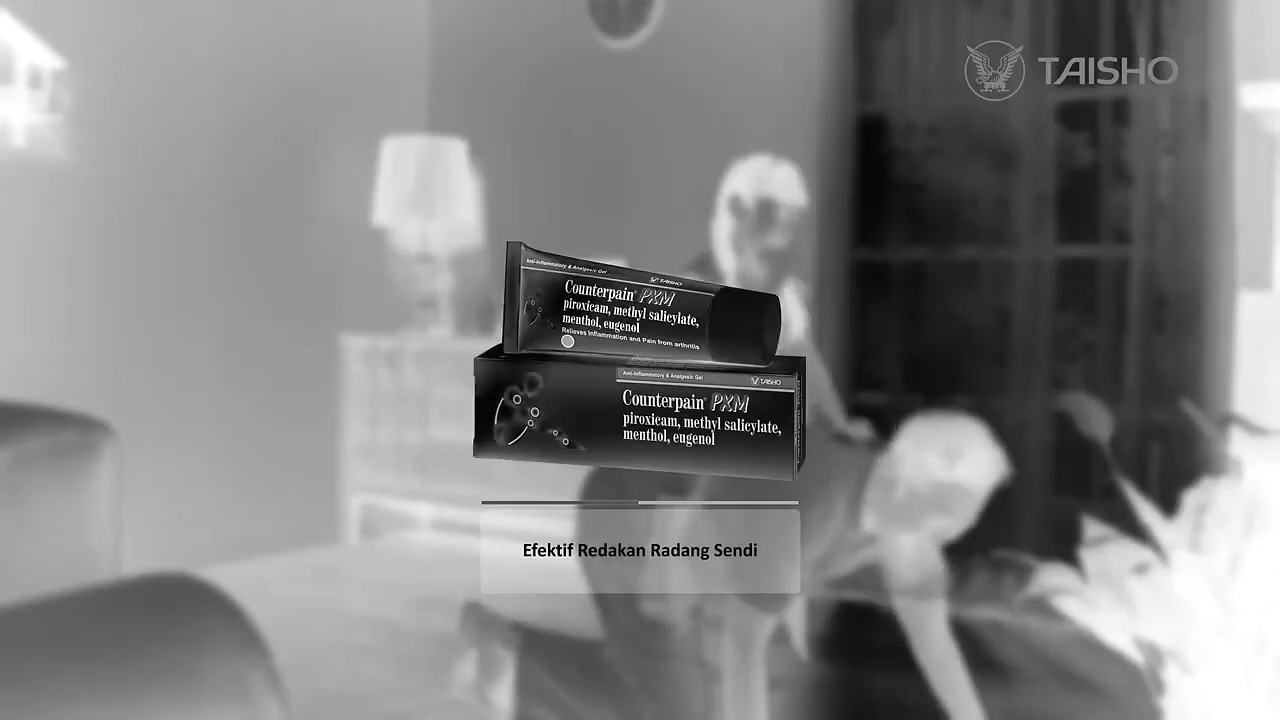 TAISHO
Anti-Inflammatory & Analgesic Gel
TAISHO
Counterpain® PXM
piroxicam, methyl salicylate,
menthol, eugenol
Relieves Inflammation and Pain from arthritis
Anti-Inflammatory & Analgesic Gel
TAISHO
Counterpain® PXM
piroxicam, methyl salicylate,
menthol, eugenol
Efektif Redakan Radang Sendi